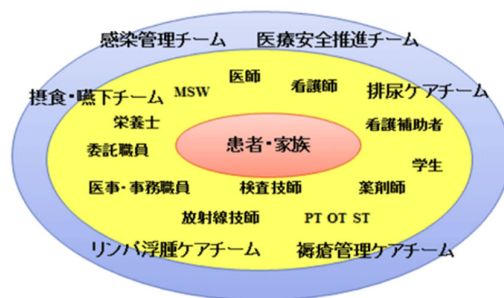 感染管理チーム 医療安全推進チーム
摂食・嚥下チーム MSW 医師 看護師 排尿ケアチーム
栄養士 看護補助者
委託職員 患者・家族 学生
医事・事務職員 検査技師 薬剤師
放射線技師 PT OT ST
リンパ浮腫ケアチーム 褥瘡管理ケアチーム